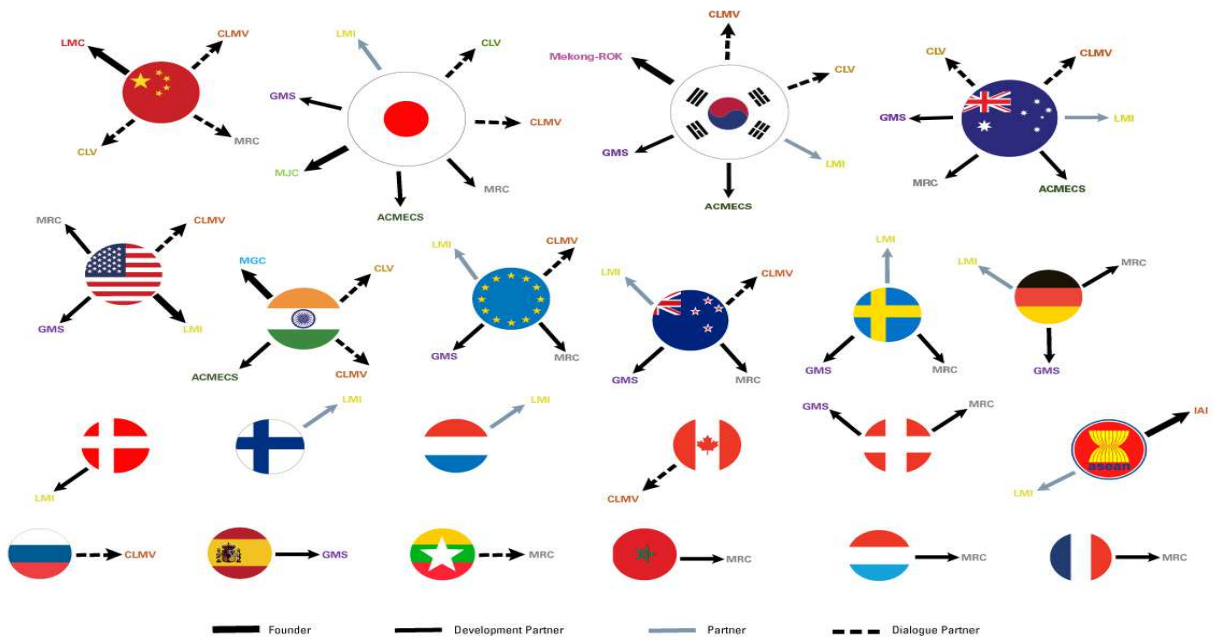 LMC
CLMV
CLV
MRC
LMI
CLV
GMS
CLMV
MJC
MRC
ACMECS
CLMV
Mekong-ROK
CLV
GMS
LMI
ACMECS
CLV
CLMV
GMS
LMI
MRC
ACMECS
MRC
CLMV
GMS
LMI
MGC
CLV
ACMECS
CLMV
LMI
CLMV
GMS
MRC
LMI
CLMV
GMS
MRC
LMI
GMS
MRC
LMI
MRC
GMS
LMI
LMI
LMI
CLMV
GMS
MRC
IAI
asean
LMI
CLMV
GMS
MRC
MRC
MRC
MRC
Founder
Development Partner
Partner
Dialogue Partner